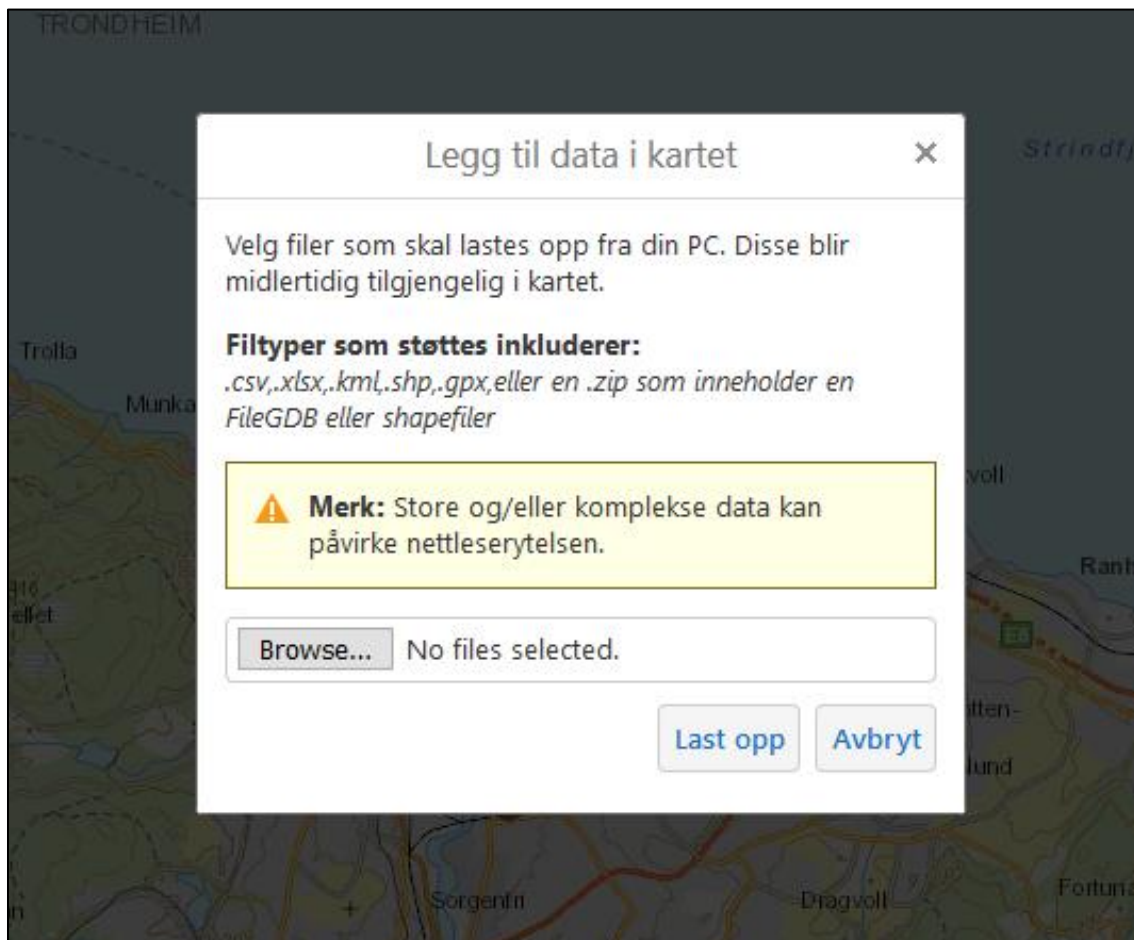 TRONDHEIM
Legg til data i kartet ×
Strindfj
Velg filer som skal lastes opp fra din PC. Disse blir
midlertidig tilgjengelig i kartet.
Trolla
Filtyper som støttes inkluderer:
.csv,.xlsx,.kml,.shp,.gpx,eller en .zip som inneholder en
Munka
FileGDB eller shapefiler
Merk: Store og/eller komplekse data kan
voll
påvirke nettleserytelsen.
Ranh
ellet
Browse... No files selected.
Last opp Avbryt
tten-
lund
Sorgenfri
Dragvoll
Fortuna